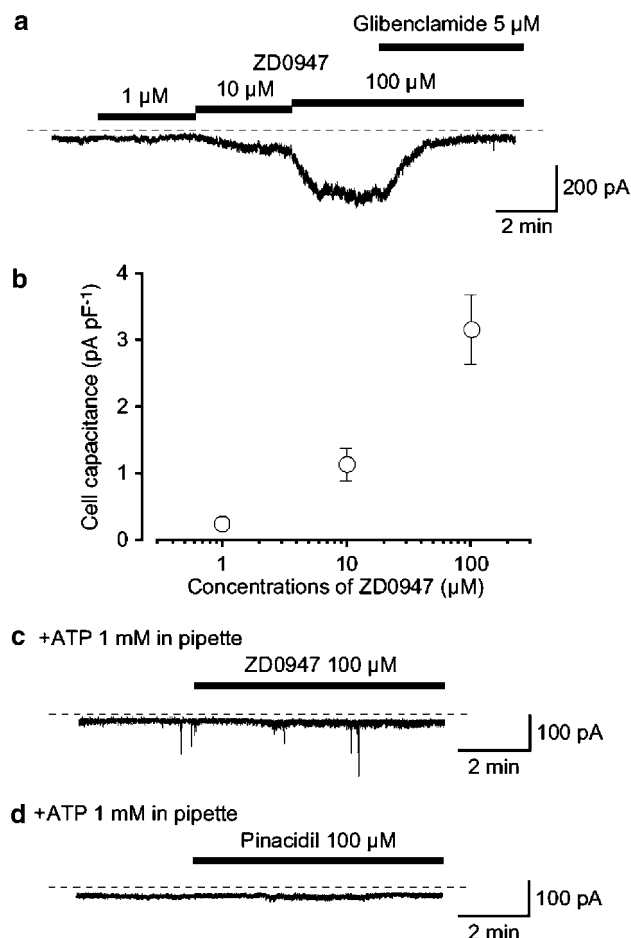 a
Glibenclamide 5 µM
ZD0947
1 µM
10 µM
100 µM
200 pA
2 min
b
Cell capacitance (pA pF-1)
4
3
2
1
0
1
10
100
Concentrations of ZD0947 (µM)
c +ATP 1 mM in pipette
ZD0947 100 µM
100 pA
2 min
d +ATP 1 mM in pipette
Pinacidil 100 µM
100 pA
2 min